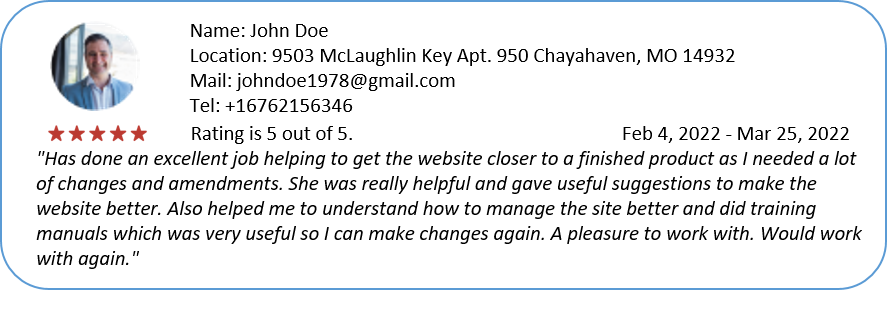 Name: John Doe
Location: 9503 McLaughlin Key Apt. 950 Chayahaven, MO 14932
Mail: johndoe1978@gmail.com
Tel: +16762156346
Rating is 5 out of 5. Feb 4, 2022 - Mar 25, 2022
"Has done an excellent job helping to get the website closer to a finished product as I needed a lot
of changes and amendments. She was really helpful and gave useful suggestions to make the
website better. Also helped me to understand how to manage the site better and did training
manuals which was very useful so I can make changes again. A pleasure to work with. Would work
with again."